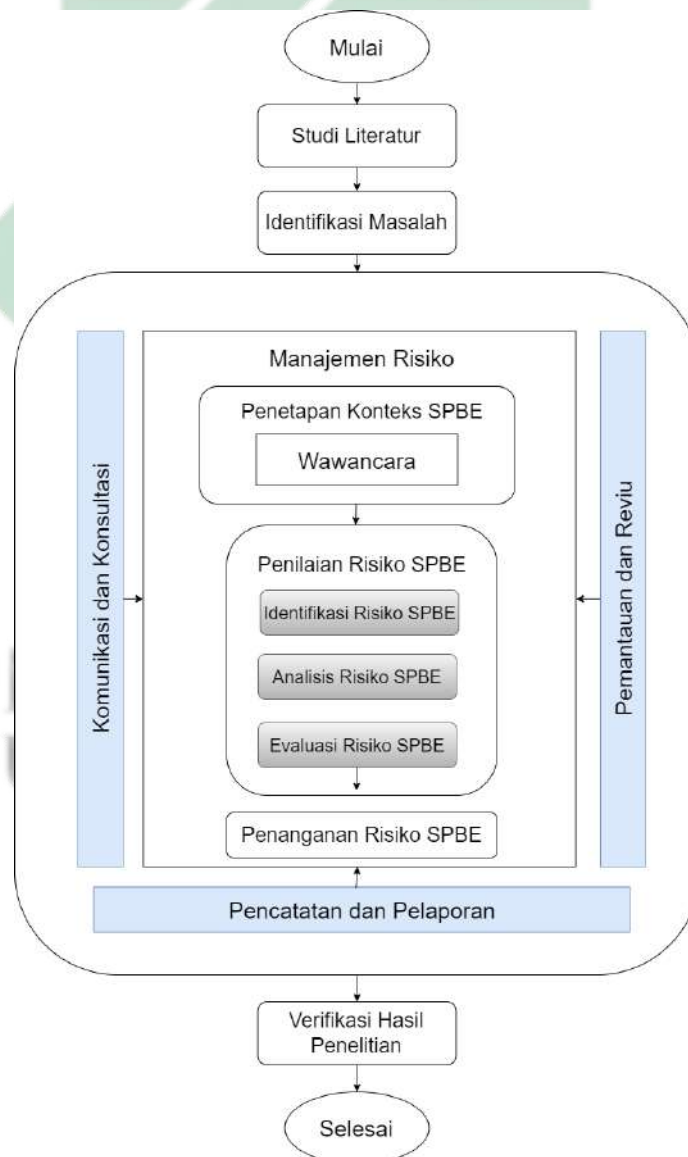 Mulai
Studi Literatur
Identifikasi Masalah
Manajemen Risiko
Penetapan Konteks SPBE
Wawancara
Komunikasi dan Konsultasi
Penilaian Risiko SPBE
Identifikasi Risiko SPBE
Analisis Risiko SPBE
Evaluasi Risiko SPBE
Pemantauan dan Reviu
Penanganan Risiko SPBE
Pencatatan dan Pelaporan
Verifikasi Hasil
Penelitian
Selesai